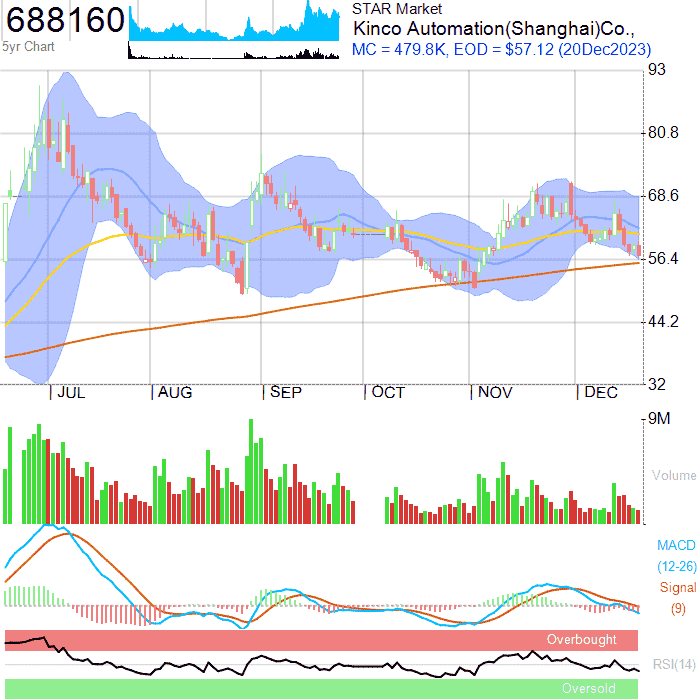 688160
5yr Chart
STAR Market
Kinco Automation(Shanghai)Co.,
MC = 479.8K, EOD = $57.12 (20Dec2023)
93
80.8
68.6
56.4
44.2
32
JUL
AUG
SEP
OCT
NOV
DEC
9M
Volume
MACD
(12-26)
Signal
(9)
Overbought
RSI(14)
Oversold